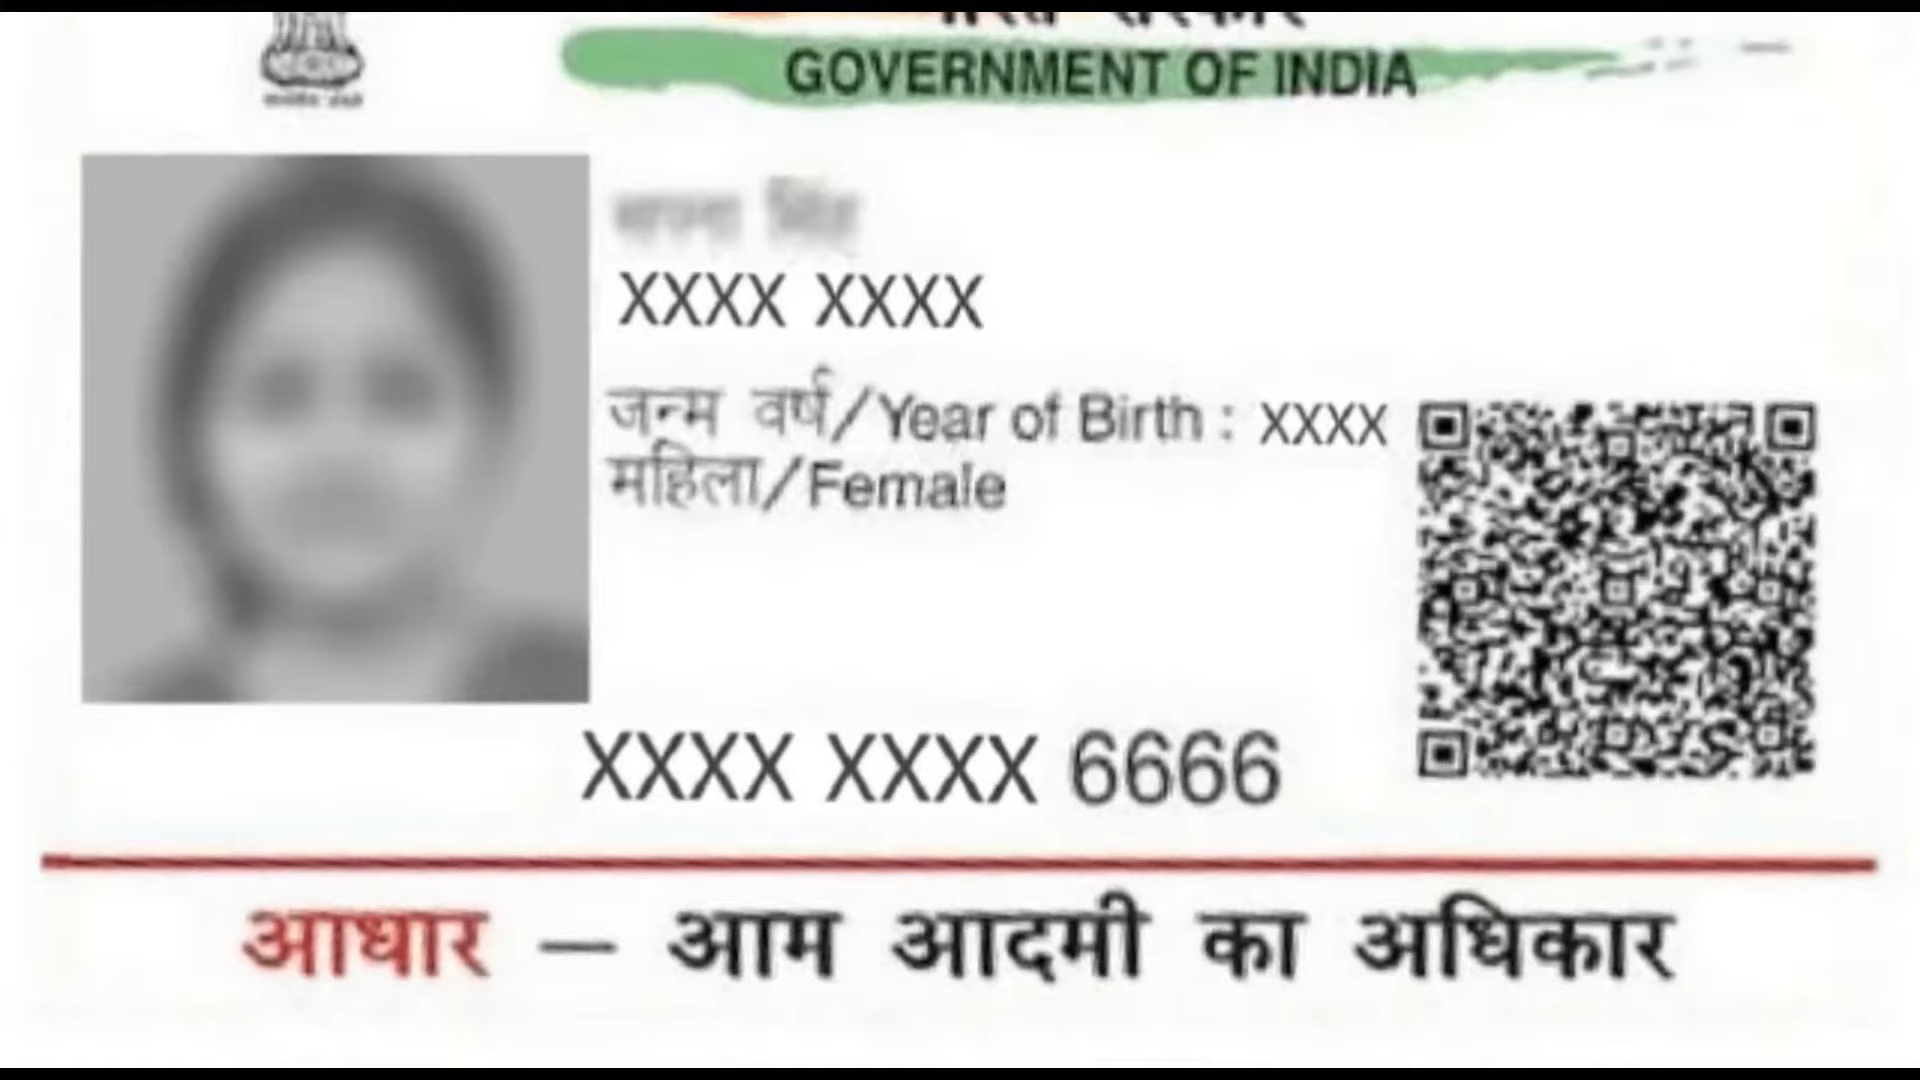 GOVERNMENT OF INDIA
XXXX XXXX
जन्म वर्ष/Year of Birth : XXXX
महिला/Female
XXXX XXXX 6666
आधार — आम आदमी का अधिकार